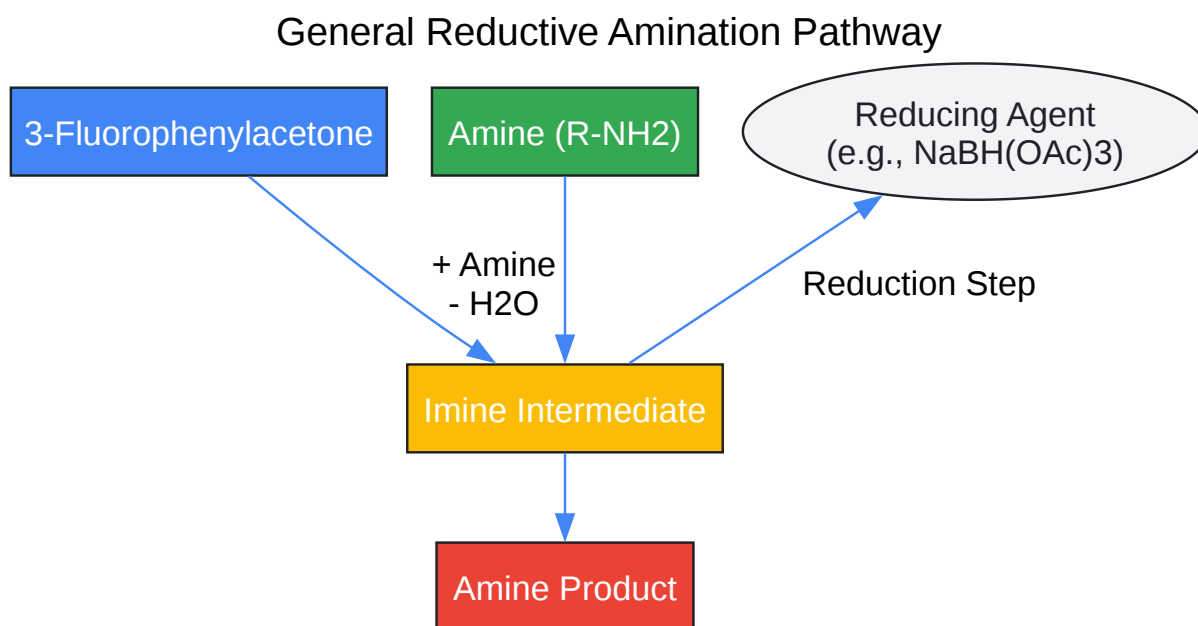 General Reductive Amination Pathway
3-Fluorophenylacetone
Amine (R-NH2)
Reducing Agent
(e.g., NaBH(OAc)3)
+ Amine
- H2O
Reduction Step
Imine Intermediate
Amine Product